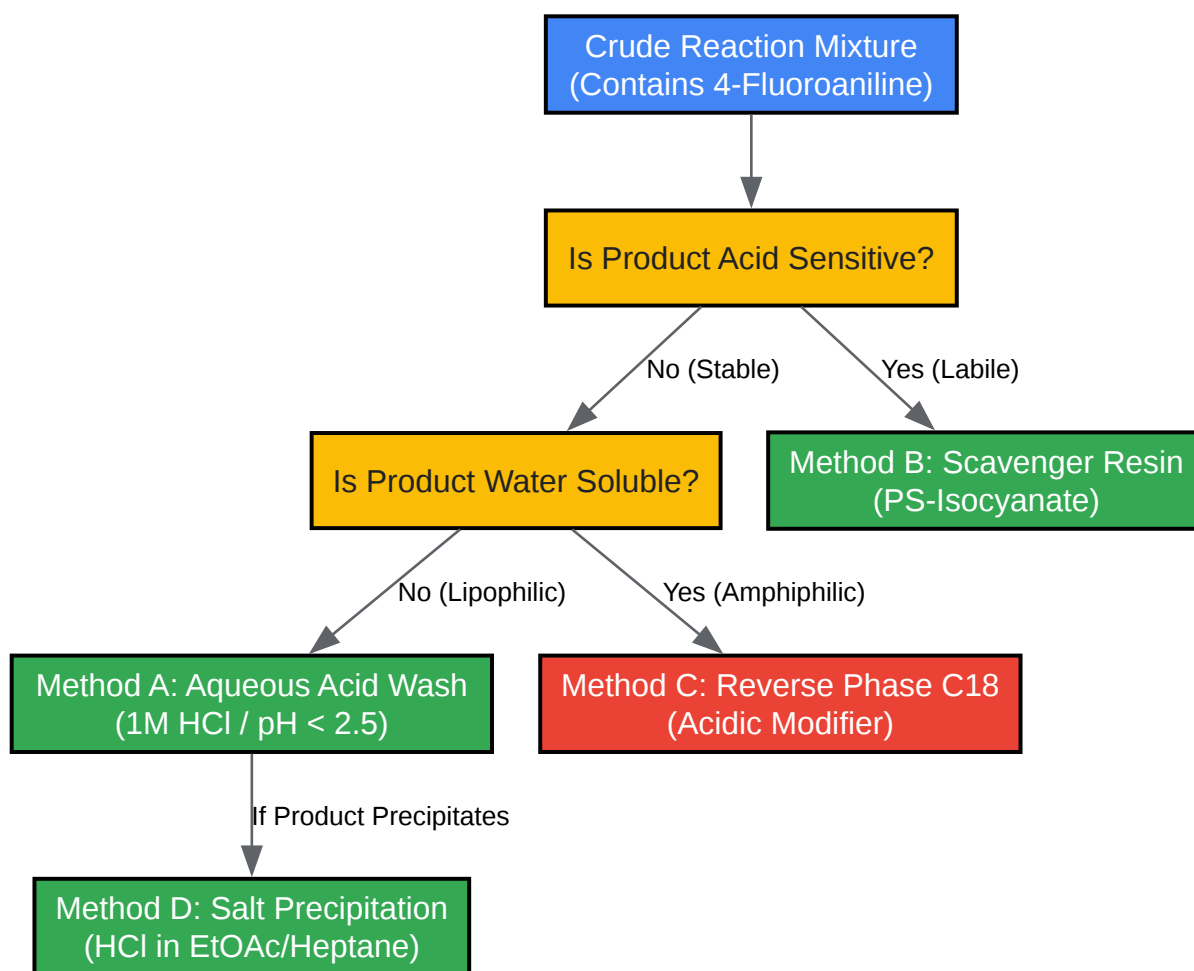 Crude Reaction Mixture
(Contains 4-Fluoroaniline)
Is Product Acid Sensitive?
No (Stable)
Yes (Labile)
Is Product Water Soluble?
Method B: Scavenger Resin
(PS-Isocyanate)
No (Lipophilic)
Yes (Amphiphilic)
Method A: Aqueous Acid Wash
(1M HCl / pH < 2.5)
Method C: Reverse Phase C18
(Acidic Modifier)
If Product Precipitates
Method D: Salt Precipitation
(HCl in EtOAc/Heptane)